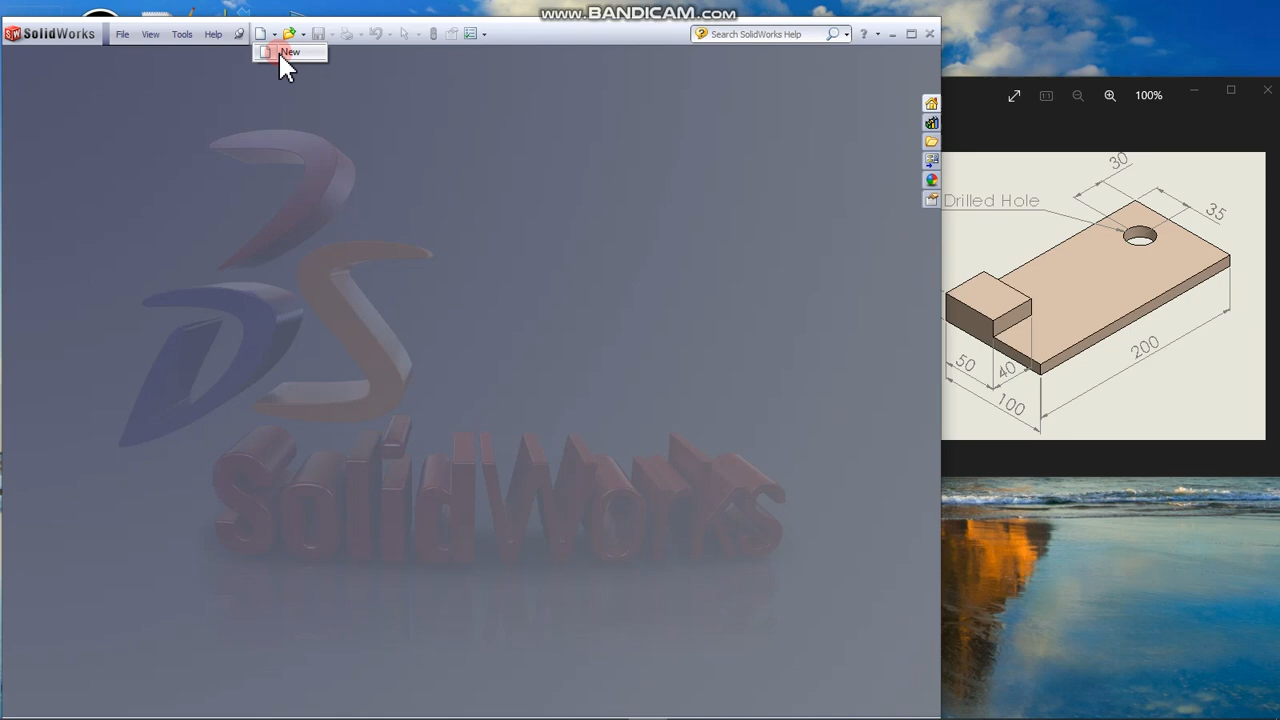 www.BANDICAM.com
SolidWorks File View Tools Help Search SolidWorks Help ?
New
100%
30
35
Drilled Hole
200
50
40
100
SolidWorks